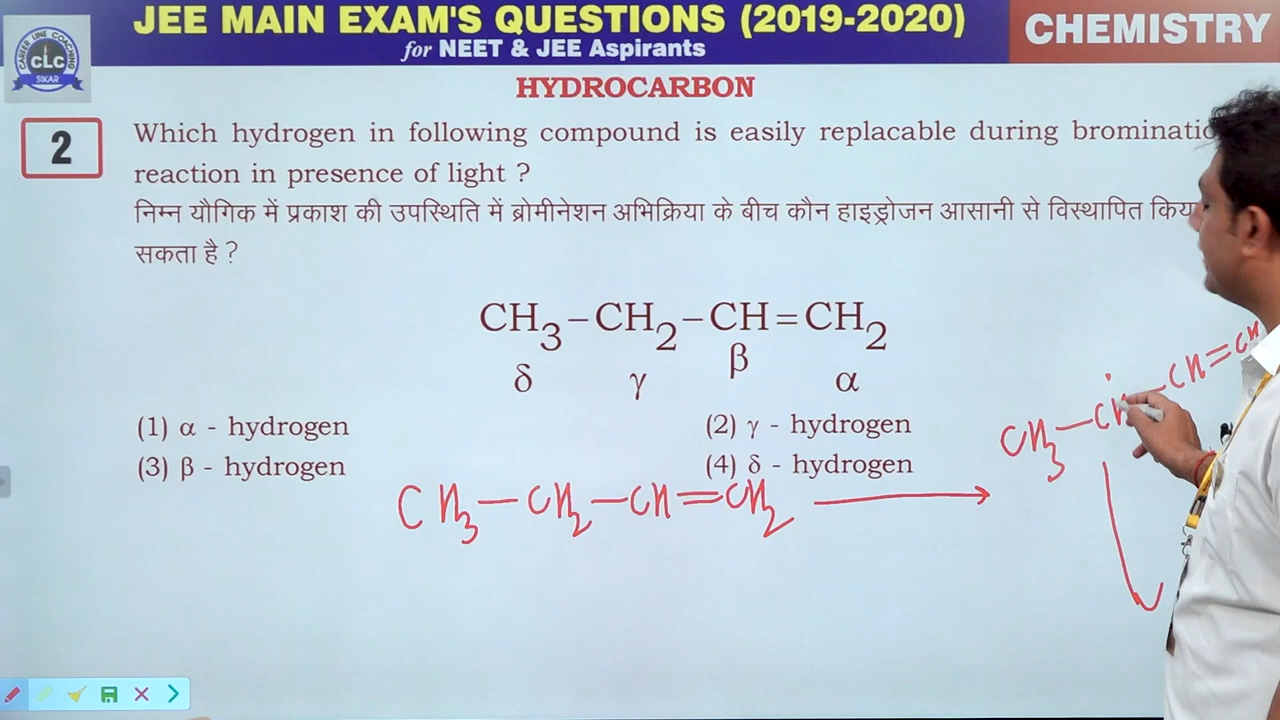 JEE MAIN EXAM'S QUESTIONS (2019-2020)
for NEET & JEE Aspirants
CHEMISTRY
CAREER LINE COACHING
CLC
SIKAR
HYDROCARBON
2
Which hydrogen in following compound is easily replacable during brominatio
reaction in presence of light ?
निम्न यौगिक में प्रकाश की उपस्थिति में ब्रोमीनेशन अभिक्रिया के बीच कौन हाइड्रोजन आसानी से विस्थापित किय
सकता है ?
CH₃–CH₂–CH=CH₂
δ γ β α
(1) α - hydrogen
(2) γ - hydrogen
(3) β - hydrogen
(4) δ - hydrogen
CH₃–CH₂–CH=CH₂ →
CH₃–CH–CH=CH